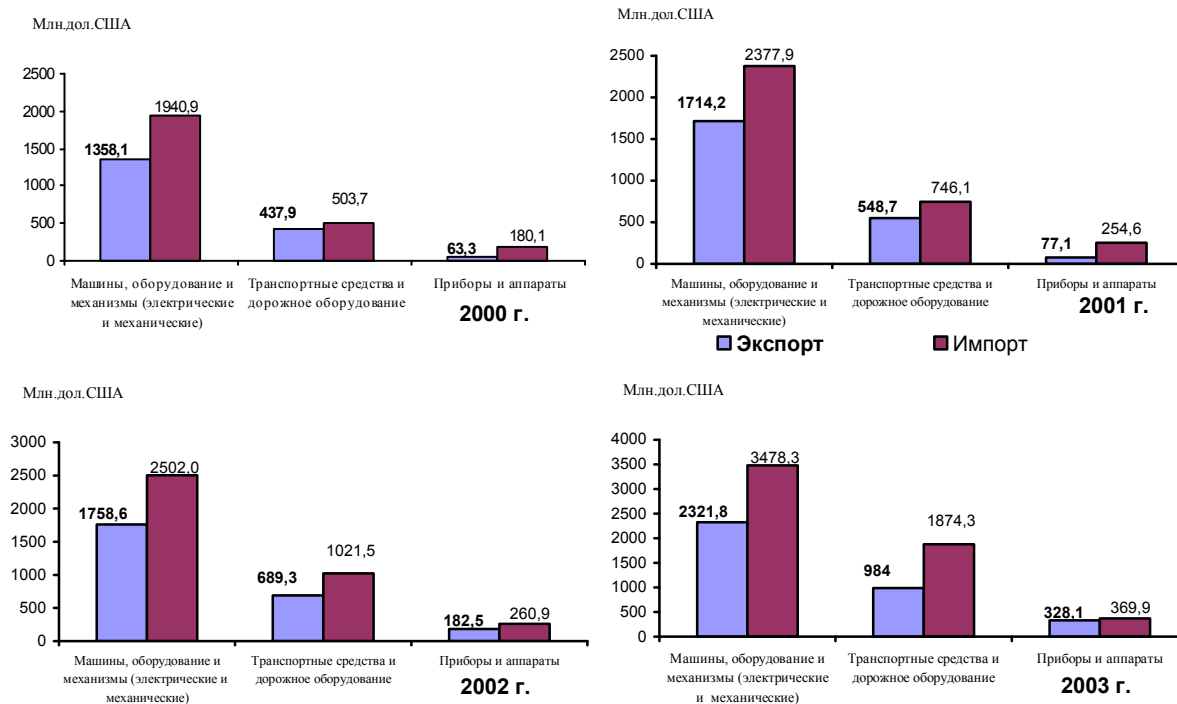 Млн.дол.США
2500
2000
1500
1000
500
0
1358,1
1940,9
437,9
503,7
63,3
180,1
Машины, оборудование и
механизмы (электрические
и механические)
Транспортные средства и
дорожное оборудование
Приборы и аппараты
2000 г.
Млн.дол.США
2500
2000
1500
1000
500
0
1714,2
2377,9
548,7
746,1
77,1
254,6
Машины, оборудование и
механизмы (электрические и
механические)
Транспортные средства и
дорожное оборудование
Приборы и аппараты
2001 г.
Экспорт
Импорт
Млн.дол.США
3000
2500
2000
1500
1000
500
0
1758,6
2502,0
689,3
1021,5
182,5
260,9
Машины, оборудование и
механизмы (электрические и
механические)
Транспортные средства и
дорожное оборудование
Приборы и аппараты
2002 г.
Млн.дол.США
4000
3500
3000
2500
2000
1500
1000
500
0
2321,8
3478,3
984
1874,3
328,1
369,9
Машины, оборудование и
механизмы (электрические
и механические)
Транспортные средства и
дорожное оборудование
Приборы и аппараты
2003 г.